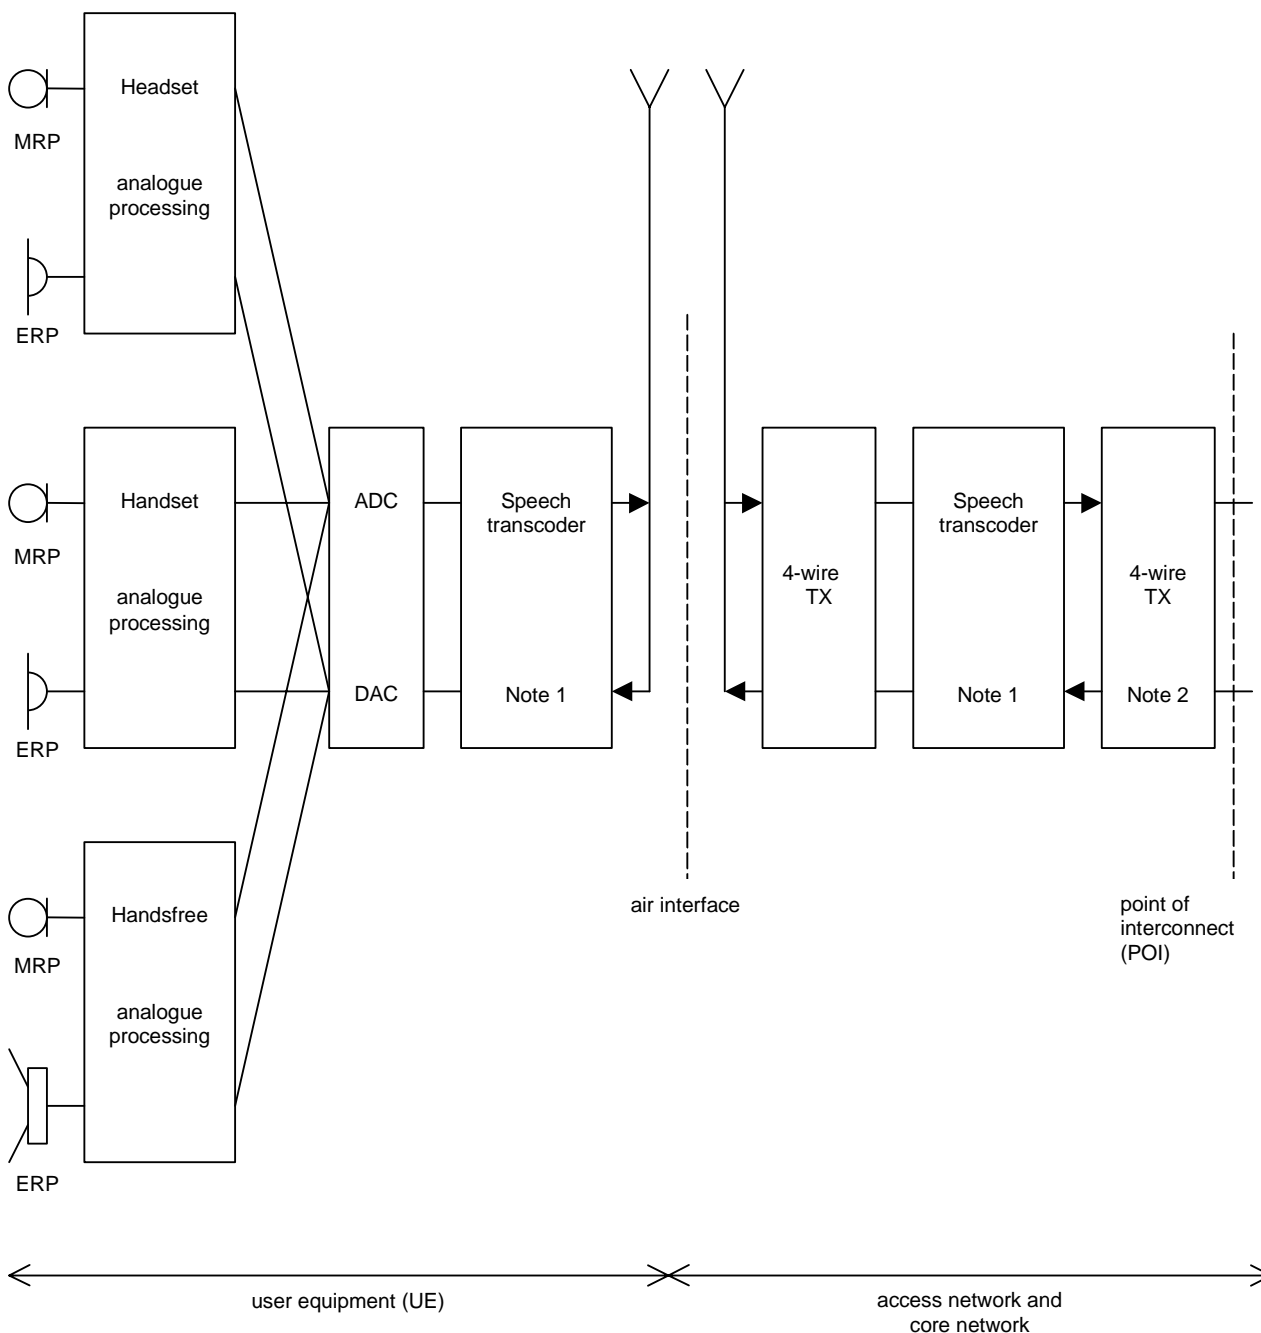 Headset
MRP
analogue
processing
ERP
Handset
MRP
analogue
processing
ERP
ADC
DAC
Speech
transcoder
Note 1
4-wire
TX
Speech
transcoder
Note 1
4-wire
TX
Note 2
Handsfree
MRP
analogue
processing
ERP
air interface
point of
interconnect
(POI)
user equipment (UE)
access network and
core network